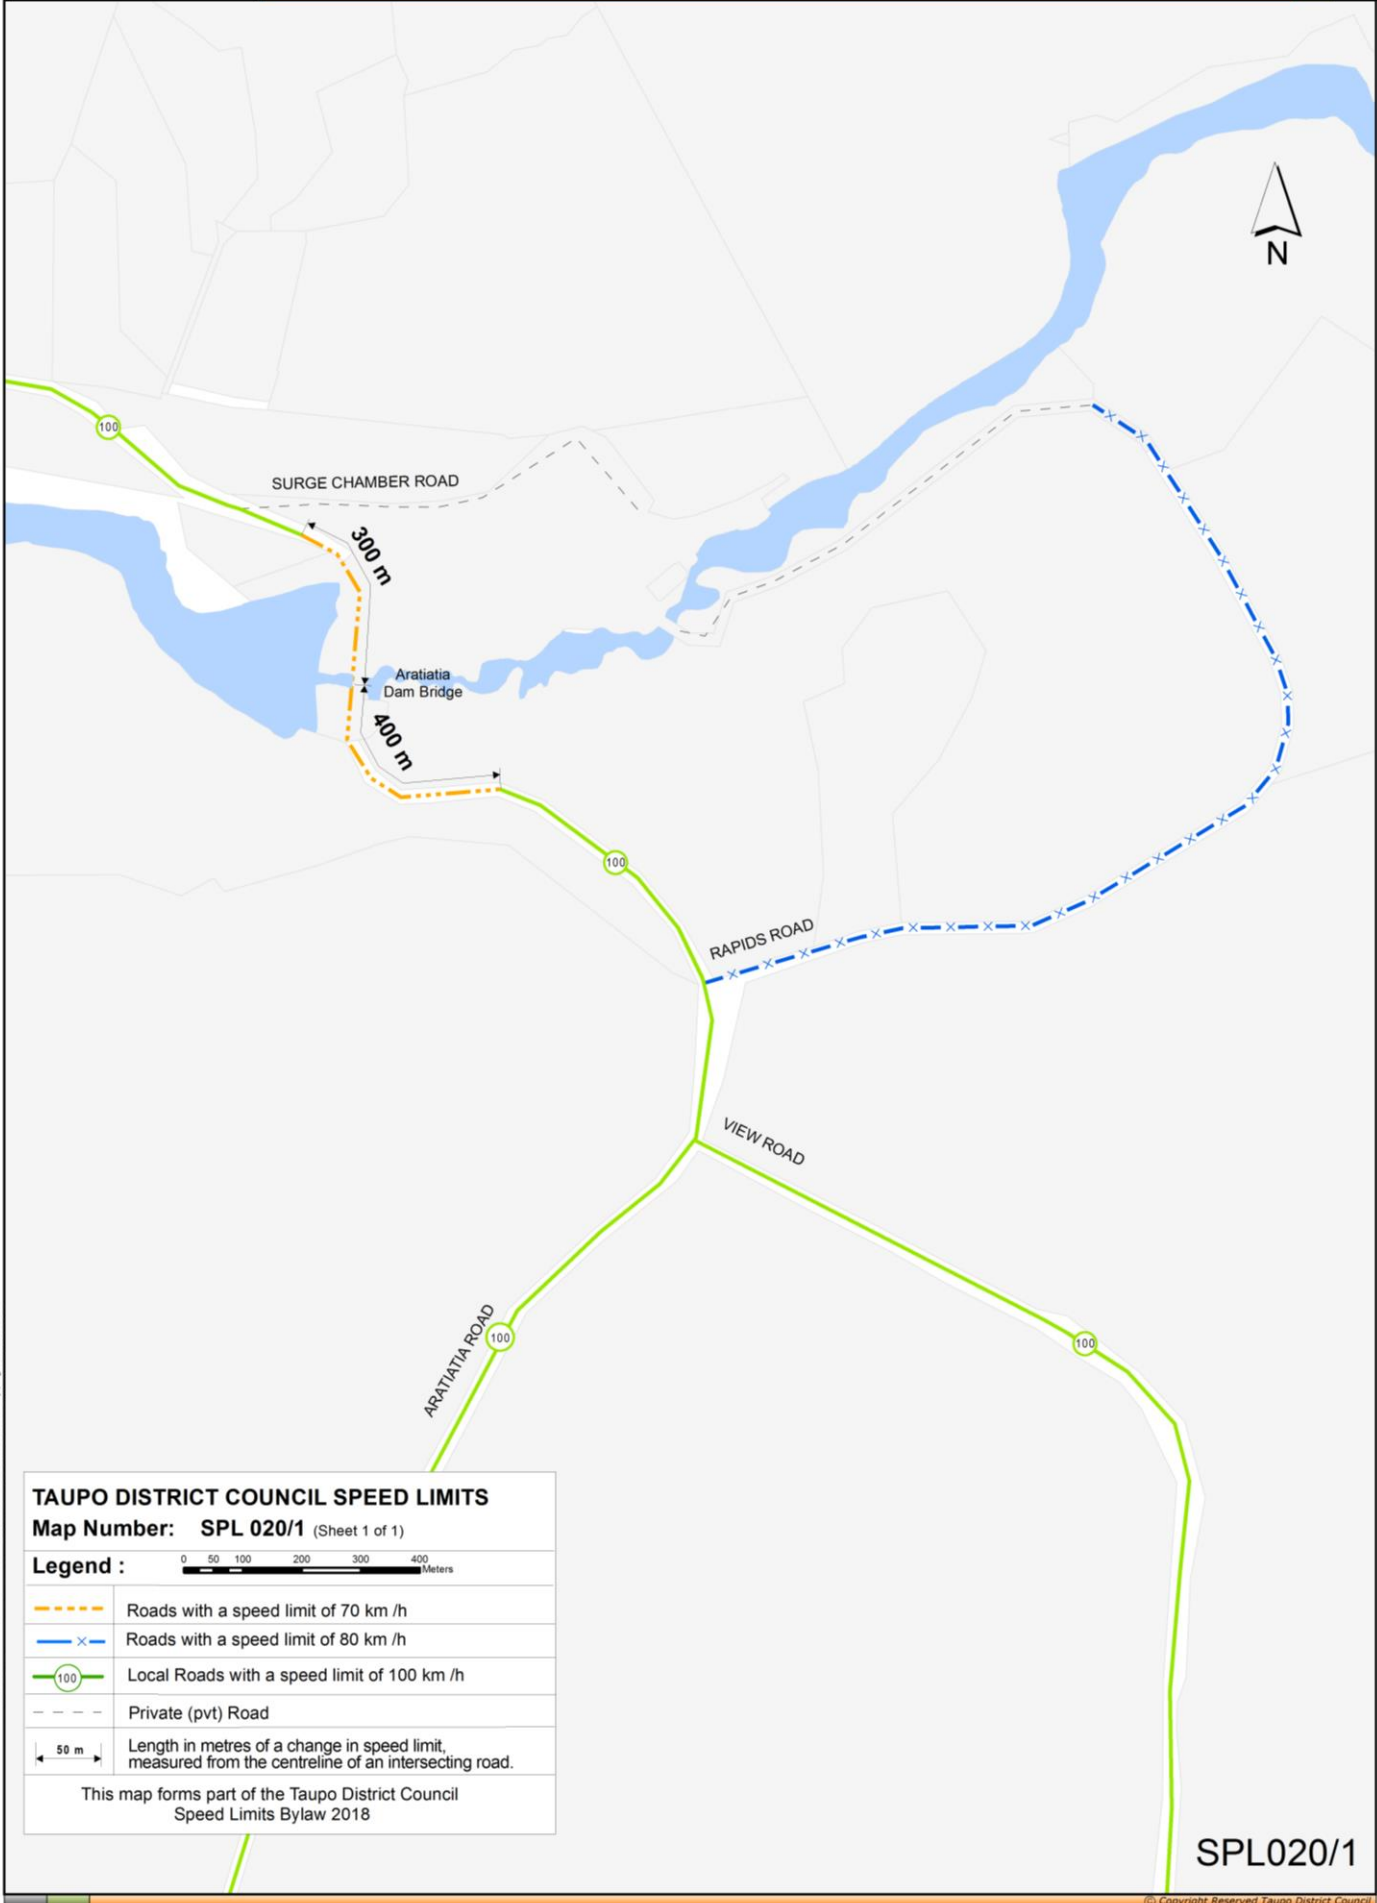 N
100
SURGE CHAMBER ROAD
300 m
Aratiatia
Dam Bridge
400 m
100
RAPIDS ROAD
VIEW ROAD
ARATIATIA ROAD
100
100
TAUPO DISTRICT COUNCIL SPEED LIMITS
Map Number: SPL 020/1 (Sheet 1 of 1)
Legend :
0 50 100 200 300 400
Meters
Roads with a speed limit of 70 km /h
Roads with a speed limit of 80 km /h
100 Local Roads with a speed limit of 100 km /h
Private (pvt) Road
50 m Length in metres of a change in speed limit,
measured from the centreline of an intersecting road.
This map forms part of the Taupo District Council
Speed Limits Bylaw 2018
SPL020/1
© Copyright Reserved Taupo District Council